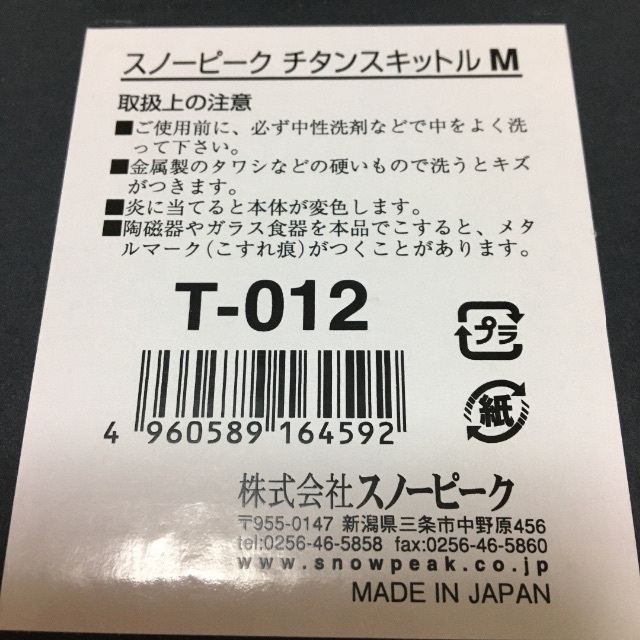 スノーピーク チタンスキットル M
取扱上の注意
■ご使用前に、必ず中性洗剤などで中をよく洗
って下さい。
■金属製のタワシなどの硬いもので洗うとキズ
がつきます。
■炎に当てると本体が変色します。
■陶磁器やガラス食器を本品でこすると、メタ
ルマーク（こすれ痕）がつくことがあります。
T-012
プラ
紙
4 960589 164592
株式会社スノーピーク
〒955-0147 新潟県三条市中野原456
tel:0256-46-5858 fax:0256-46-5860
www.snowpeak.co.jp
MADE IN JAPAN